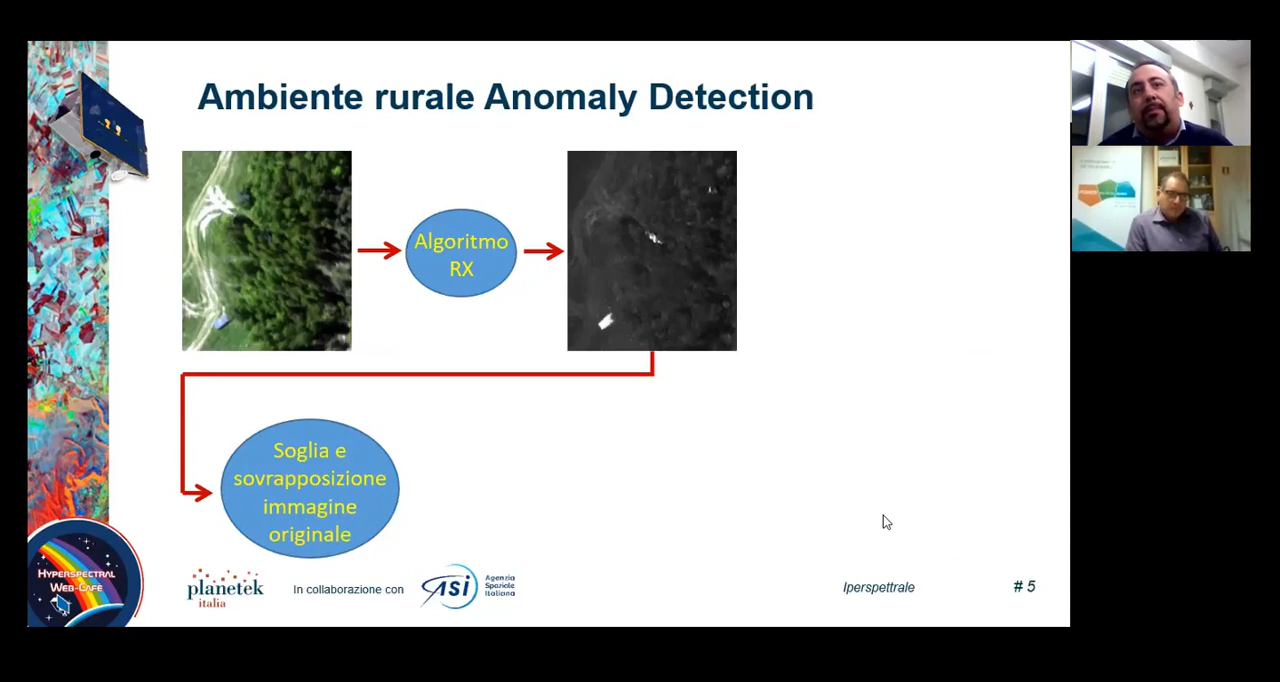 Ambiente rurale Anomaly Detection
Algoritmo
RX
Soglia e
sovrapposizione
immagine
originale
HYPERSPECTRAL
WEB-CAFÈ
planetek
italia
In collaborazione con
asi
Agenzia
Spaziale
Italiana
Iperspettrale
# 5